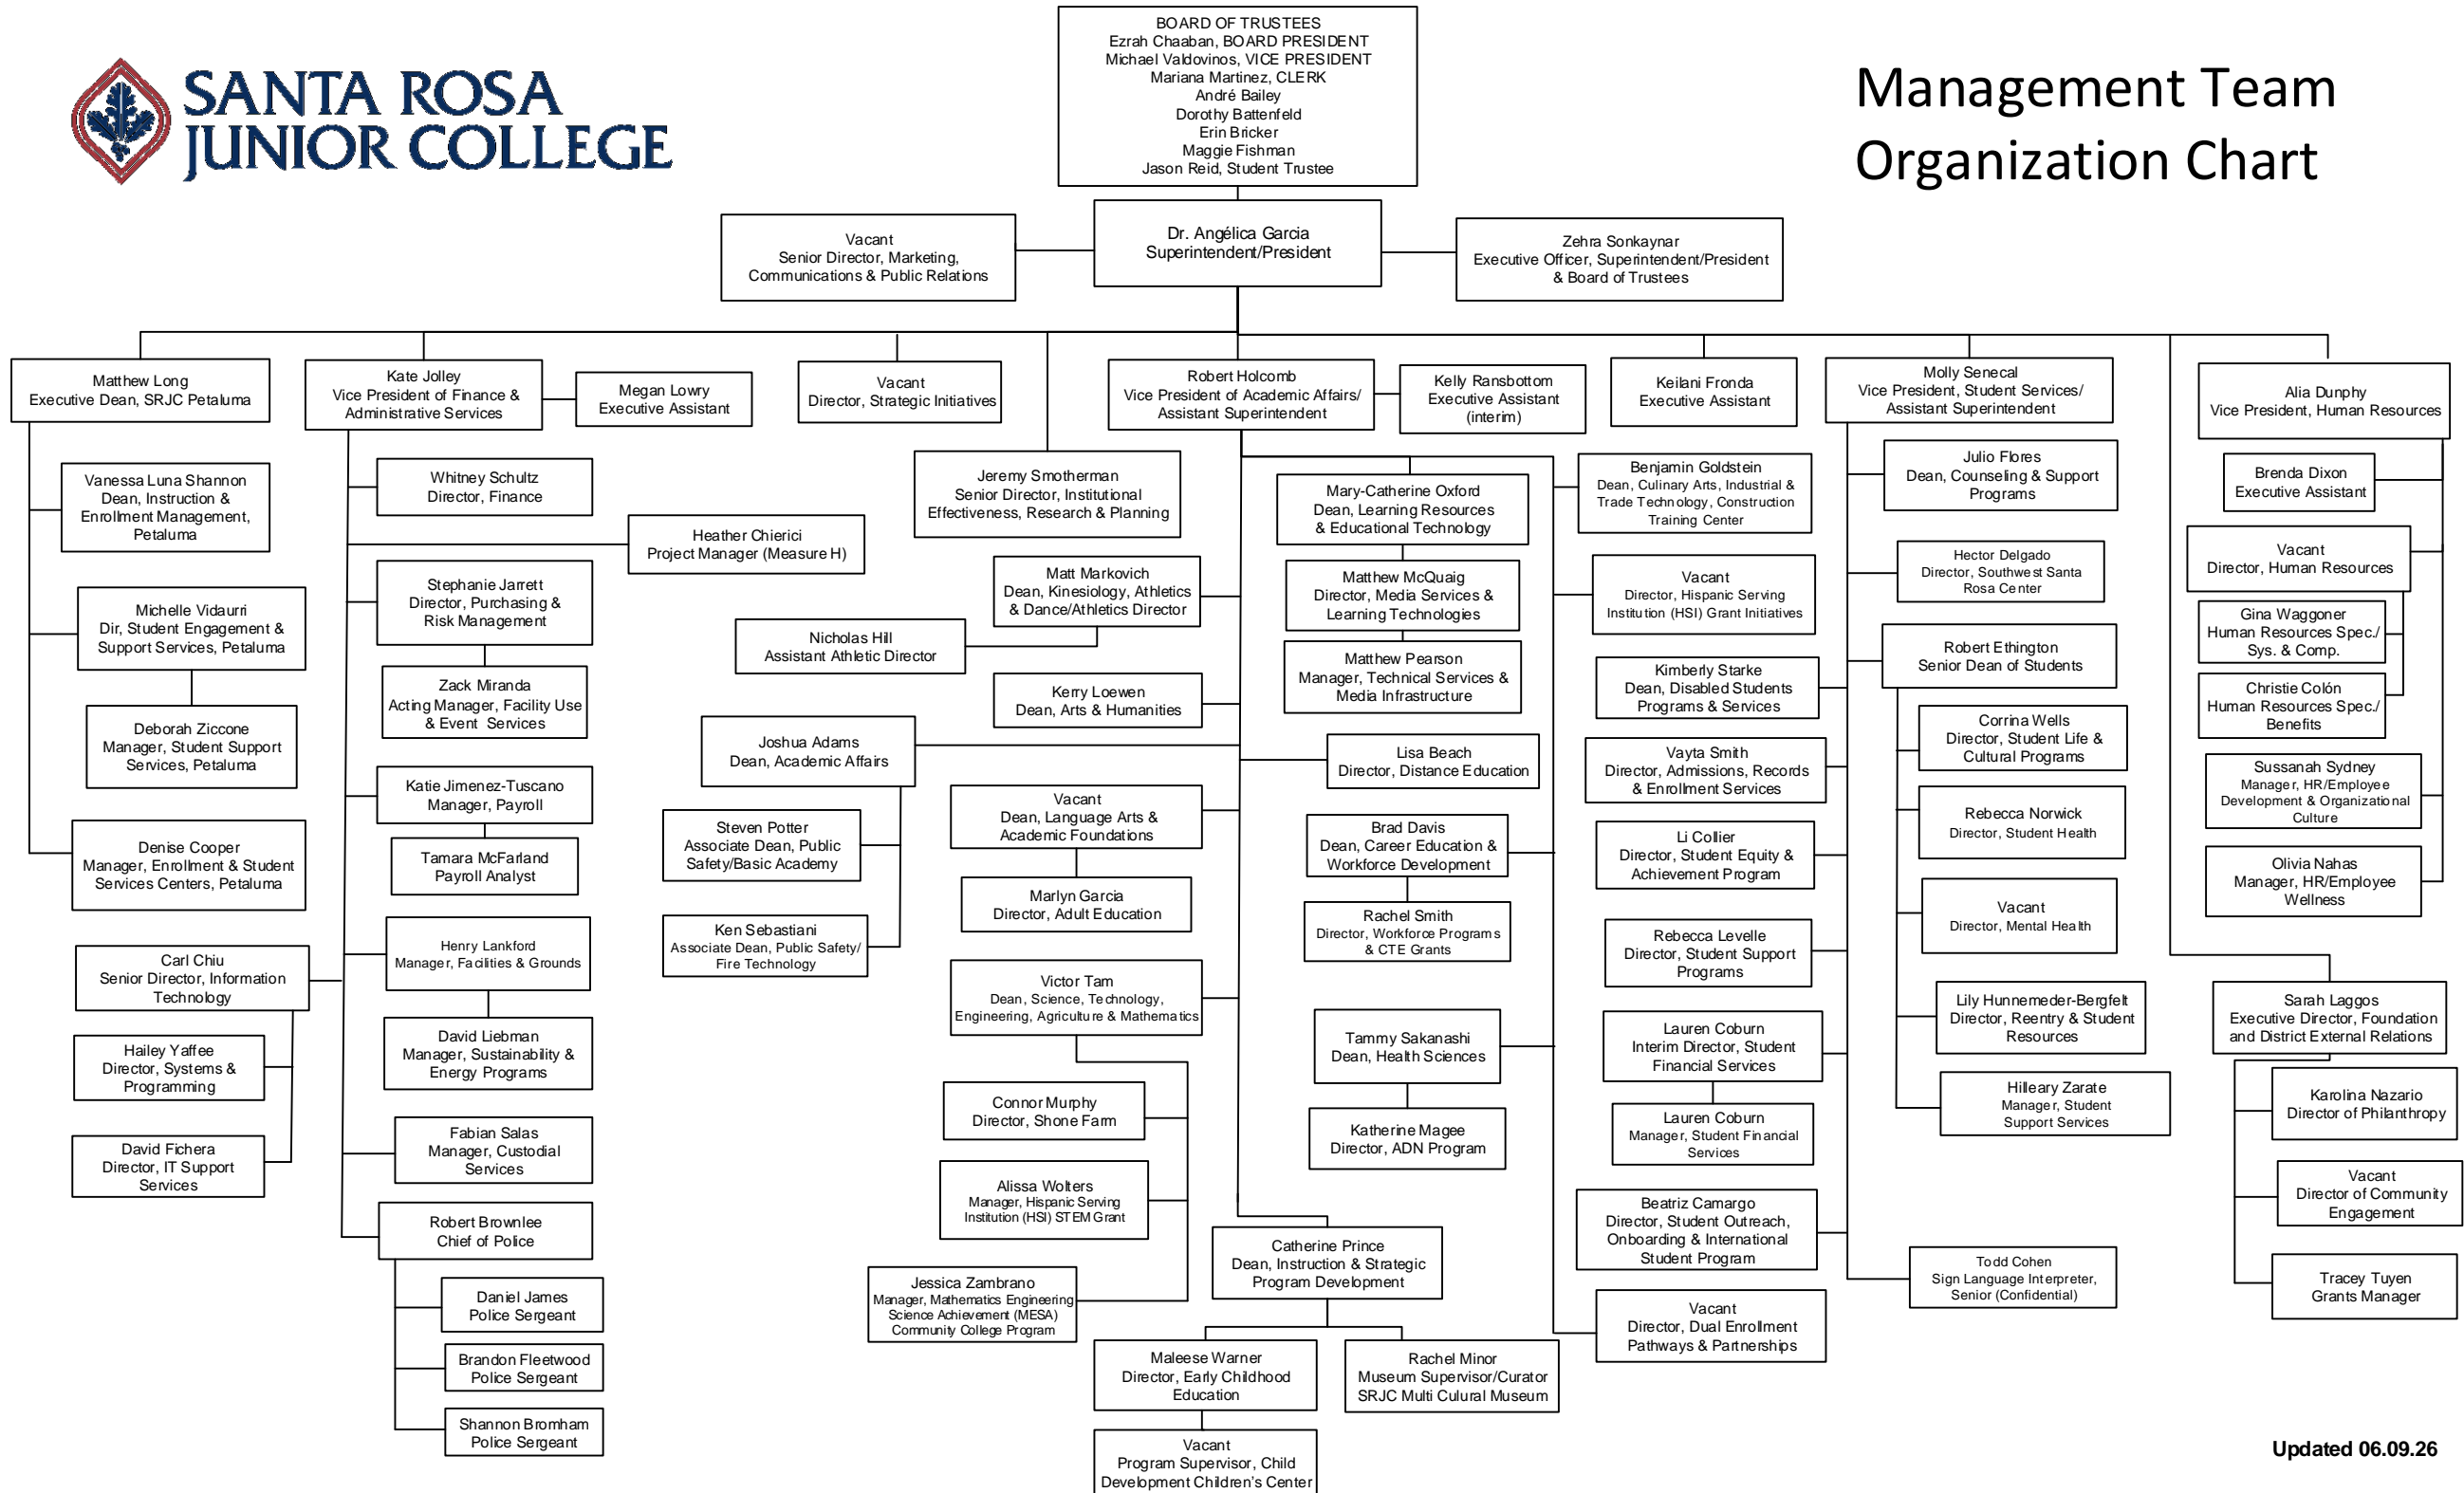 SANTA ROSA
JUNIOR COLLEGE
Management Team
Organization Chart
BOARD OF TRUSTEES
Ezrah Chaaban, BOARD PRESIDENT
Michael Valdovinos, VICE PRESIDENT
Mariana Martinez, CLERK
André Bailey
Dorothy Battenfeld
Erin Bricker
Maggie Fishman
Jason Reid, Student Trustee
Vacant
Senior Director, Marketing,
Communications & Public Relations
Dr. Angélica Garcia
Superintendent/President
Zehra Sonkaynar
Executive Officer, Superintendent/President
& Board of Trustees
Matthew Long
Executive Dean, SRJC Petaluma
Vanessa Luna Shannon
Dean, Instruction &
Enrollment Management,
Petaluma
Michelle Vidaurri
Dir, Student Engagement &
Support Services, Petaluma
Deborah Ziccone
Manager, Student Support
Services, Petaluma
Denise Cooper
Manager, Enrollment & Student
Services Centers, Petaluma
Kate Jolley
Vice President of Finance &
Administrative Services
Megan Lowry
Executive Assistant
Whitney Schultz
Director, Finance
Heather Chierici
Project Manager (Measure H)
Stephanie Jarrett
Director, Purchasing &
Risk Management
Zack Miranda
Acting Manager, Facility Use
& Event Services
Katie Jimenez-Tuscano
Manager, Payroll
Tamara McFarland
Payroll Analyst
Henry Lankford
Manager, Facilities & Grounds
David Liebman
Manager, Sustainability &
Energy Programs
Carl Chiu
Senior Director, Information
Technology
Hailey Yaffee
Director, Systems &
Programming
David Fichera
Director, IT Support
Services
Fabian Salas
Manager, Custodial
Services
Robert Brownlee
Chief of Police
Daniel James
Police Sergeant
Brandon Fleetwood
Police Sergeant
Shannon Bromham
Police Sergeant
Vacant
Director, Strategic Initiatives
Jeremy Smotherman
Senior Director, Institutional
Effectiveness, Research & Planning
Robert Holcomb
Vice President of Academic Affairs/
Assistant Superintendent
Kelly Ransbottom
Executive Assistant
(interim)
Matt Markovich
Dean, Kinesiology, Athletics
& Dance/Athletics Director
Nicholas Hill
Assistant Athletic Director
Kerry Loewen
Dean, Arts & Humanities
Joshua Adams
Dean, Academic Affairs
Steven Potter
Associate Dean, Public
Safety/Basic Academy
Ken Sebastiani
Associate Dean, Public Safety/
Fire Technology
Vacant
Dean, Language Arts &
Academic Foundations
Marlyn Garcia
Director, Adult Education
Victor Tam
Dean, Science, Technology,
Engineering, Agriculture & Mathematics
Connor Murphy
Director, Shone Farm
Alissa Wolters
Manager, Hispanic Serving
Institution (HSI) STEM Grant
Jessica Zambrano
Manager, Mathematics Engineering
Science Achievement (MESA)
Community College Program
Mary-Catherine Oxford
Dean, Learning Resources
& Educational Technology
Matthew McQuaig
Director, Media Services &
Learning Technologies
Matthew Pearson
Manager, Technical Services &
Media Infrastructure
Lisa Beach
Director, Distance Education
Brad Davis
Dean, Career Education &
Workforce Development
Rachel Smith
Director, Workforce Programs
& CTE Grants
Tammy Sakanashi
Dean, Health Sciences
Katherine Magee
Director, ADN Program
Catherine Prince
Dean, Instruction & Strategic
Program Development
Maleese Warner
Director, Early Childhood
Education
Rachel Minor
Museum Supervisor/Curator
SRJC Multi Culural Museum
Vacant
Program Supervisor, Child
Development Children's Center
Benjamin Goldstein
Dean, Culinary Arts, Industrial &
Trade Technology, Construction
Training Center
Vacant
Director, Hispanic Serving
Institution (HSI) Grant Initiatives
Vacant
Director, Dual Enrollment
Pathways & Partnerships
Keilani Fronda
Executive Assistant
Molly Senecal
Vice President, Student Services/
Assistant Superintendent
Julio Flores
Dean, Counseling & Support
Programs
Hector Delgado
Director, Southwest Santa
Rosa Center
Robert Ethington
Senior Dean of Students
Corrina Wells
Director, Student Life &
Cultural Programs
Rebecca Norwick
Director, Student Health
Vacant
Director, Mental Health
Lily Hunnemeder-Bergfelt
Director, Reentry & Student
Resources
Hilleary Zarate
Manager, Student
Support Services
Kimberly Starke
Dean, Disabled Students
Programs & Services
Vayta Smith
Director, Admissions, Records
& Enrollment Services
Li Collier
Director, Student Equity &
Achievement Program
Rebecca Levelle
Director, Student Support
Programs
Lauren Coburn
Interim Director, Student
Financial Services
Lauren Coburn
Manager, Student Financial
Services
Beatriz Camargo
Director, Student Outreach,
Onboarding & International
Student Program
Todd Cohen
Sign Language Interpreter,
Senior (Confidential)
Alia Dunphy
Vice President, Human Resources
Brenda Dixon
Executive Assistant
Vacant
Director, Human Resources
Gina Waggoner
Human Resources Spec./
Sys. & Comp.
Christie Colón
Human Resources Spec./
Benefits
Sussanah Sydney
Manager, HR/Employee
Development & Organizational
Culture
Olivia Nahas
Manager, HR/Employee
Wellness
Sarah Laggos
Executive Director, Foundation
and District External Relations
Karolina Nazario
Director of Philanthropy
Vacant
Director of Community
Engagement
Tracey Tuyen
Grants Manager
Updated 06.09.26